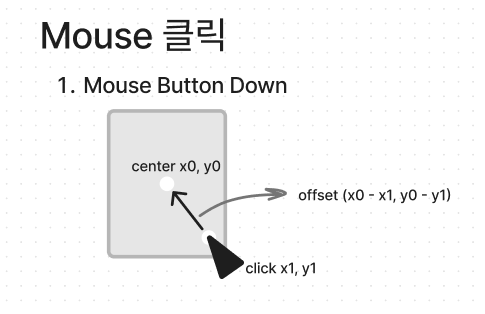 Mouse 클릭
1. Mouse Button Down
center x0, y0
offset (x0 - x1, y0 - y1)
click x1, y1